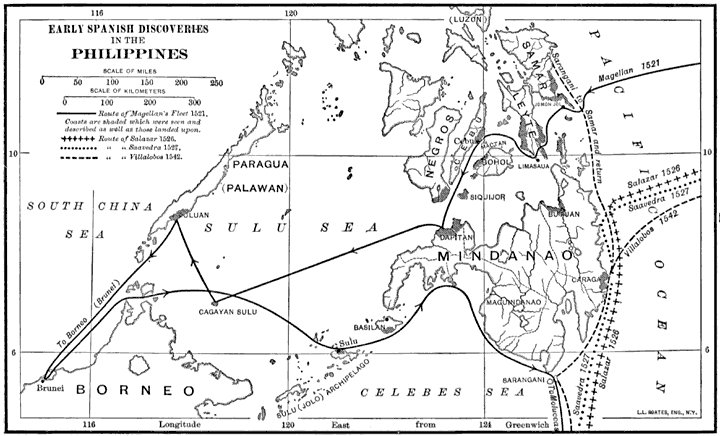 116
120
124
EARLY SPANISH DISCOVERIES
IN THE
PHILIPPINES
SCALE OF MILES
0 50 100 150 200 250
SCALE OF KILOMETERS
0 100 200 300
Route of Magellan's Fleet 1521.
Coasts are shaded which were seen and
described as well as those landed upon.
Route of Salazar 1526.
" " Saavedra 1527.
" " Villalobos 1542.
(LUZON)
SAMAR
Sarangani to
Samar and return
Magellan 1521
PACIFIC
OCEAN
LEYTE
CEBU
Cebu
NEGROS
BOHOL
LIMASAUA
10
10
PARAGUA
(PALAWAN)
SOUTH CHINA
SEA
SULU SEA
SIQUIJOR
BUTUAN
Salazar 1526
Saavedra 1527
Villalobos 1542
DAPITAN
MINDANAO
CARAGA
MAGUINDANAO
To Borneo (Brunei)
CAGAYAN SULU
BASILAN
Sulu
6
6
Brunei
BORNEO
SULU (JOLO) ARCHIPELAGO
CELEBES SEA
BARANGANI
To Moluccas
Saavedra 1527
Salazar 1526
L.L. POATES, ENG., N.Y.
116
Longitude
120
East
from
124
Greenwich